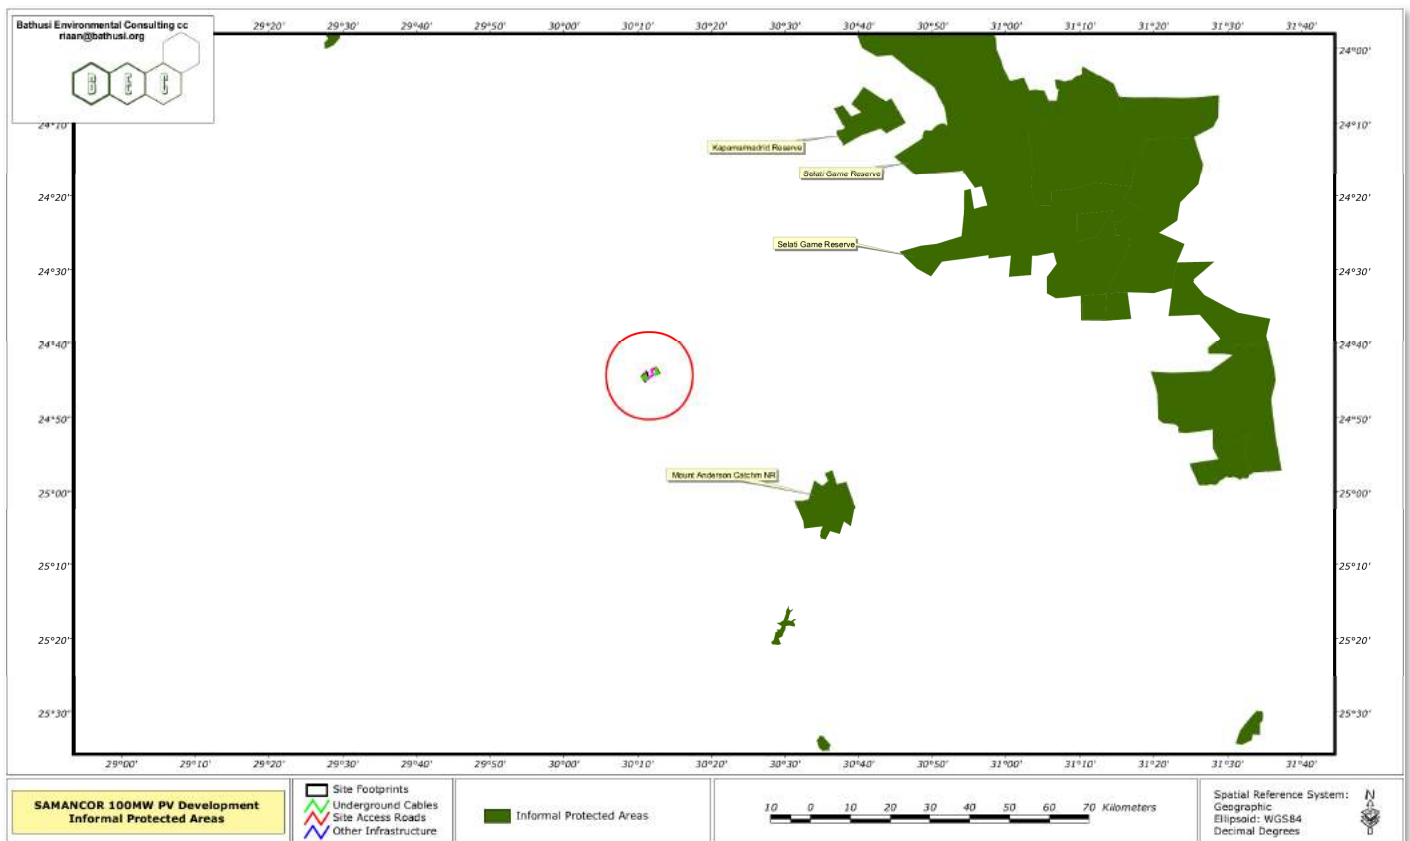 Bathusi Environmental Consulting cc
riaan@bathusi.org
B E C
29°20' 29°30' 29°40' 29°50' 30°00' 30°10' 30°20' 30°30' 30°40' 30°50' 31°00' 31°10' 31°20' 31°30' 31°40'
24°00'
24°10' 24°10'
Kapamarmadrid Reserve
Selati Game Reserve
24°20' 24°20'
Selati Game Reserve
24°30' 24°30'
24°40' 24°40'
24°50' 24°50'
Mount Anderson Catchm NR
25°00' 25°00'
25°10' 25°10'
25°20' 25°20'
25°30' 25°30'
29°00' 29°10' 29°20' 29°30' 29°40' 29°50' 30°00' 30°10' 30°20' 30°30' 30°40' 30°50' 31°00' 31°10' 31°20' 31°30' 31°40'
SAMANCOR 100MW PV Development
Informal Protected Areas
Site Footprints
Underground Cables
Site Access Roads
Other Infrastructure
Informal Protected Areas
10 0 10 20 30 40 50 60 70 Kilometers
Spatial Reference System:
Geographic
Ellipsoid: WGS84
Decimal Degrees
N